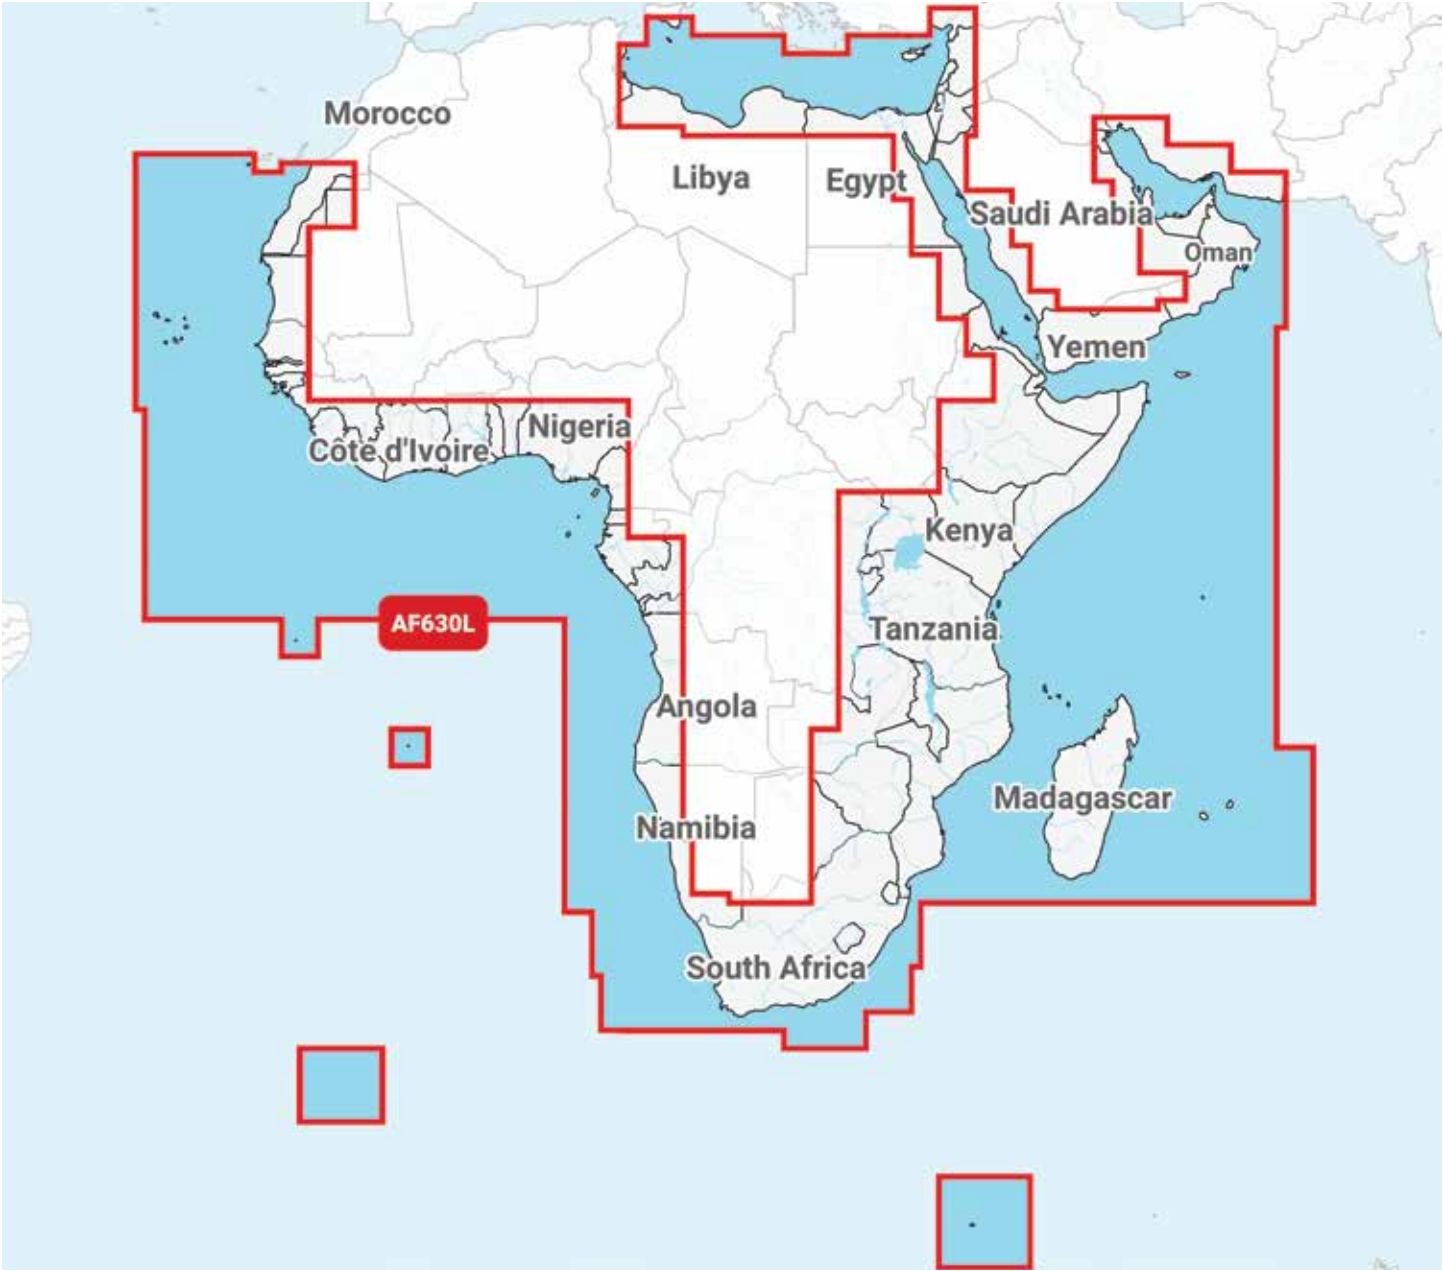 Morocco
Libya
Egypt
Saudi Arabia
Oman
Yemen
Nigeria
Côte d'Ivoire
Kenya
AF630L
Tanzania
Angola
Madagascar
Namibia
South Africa